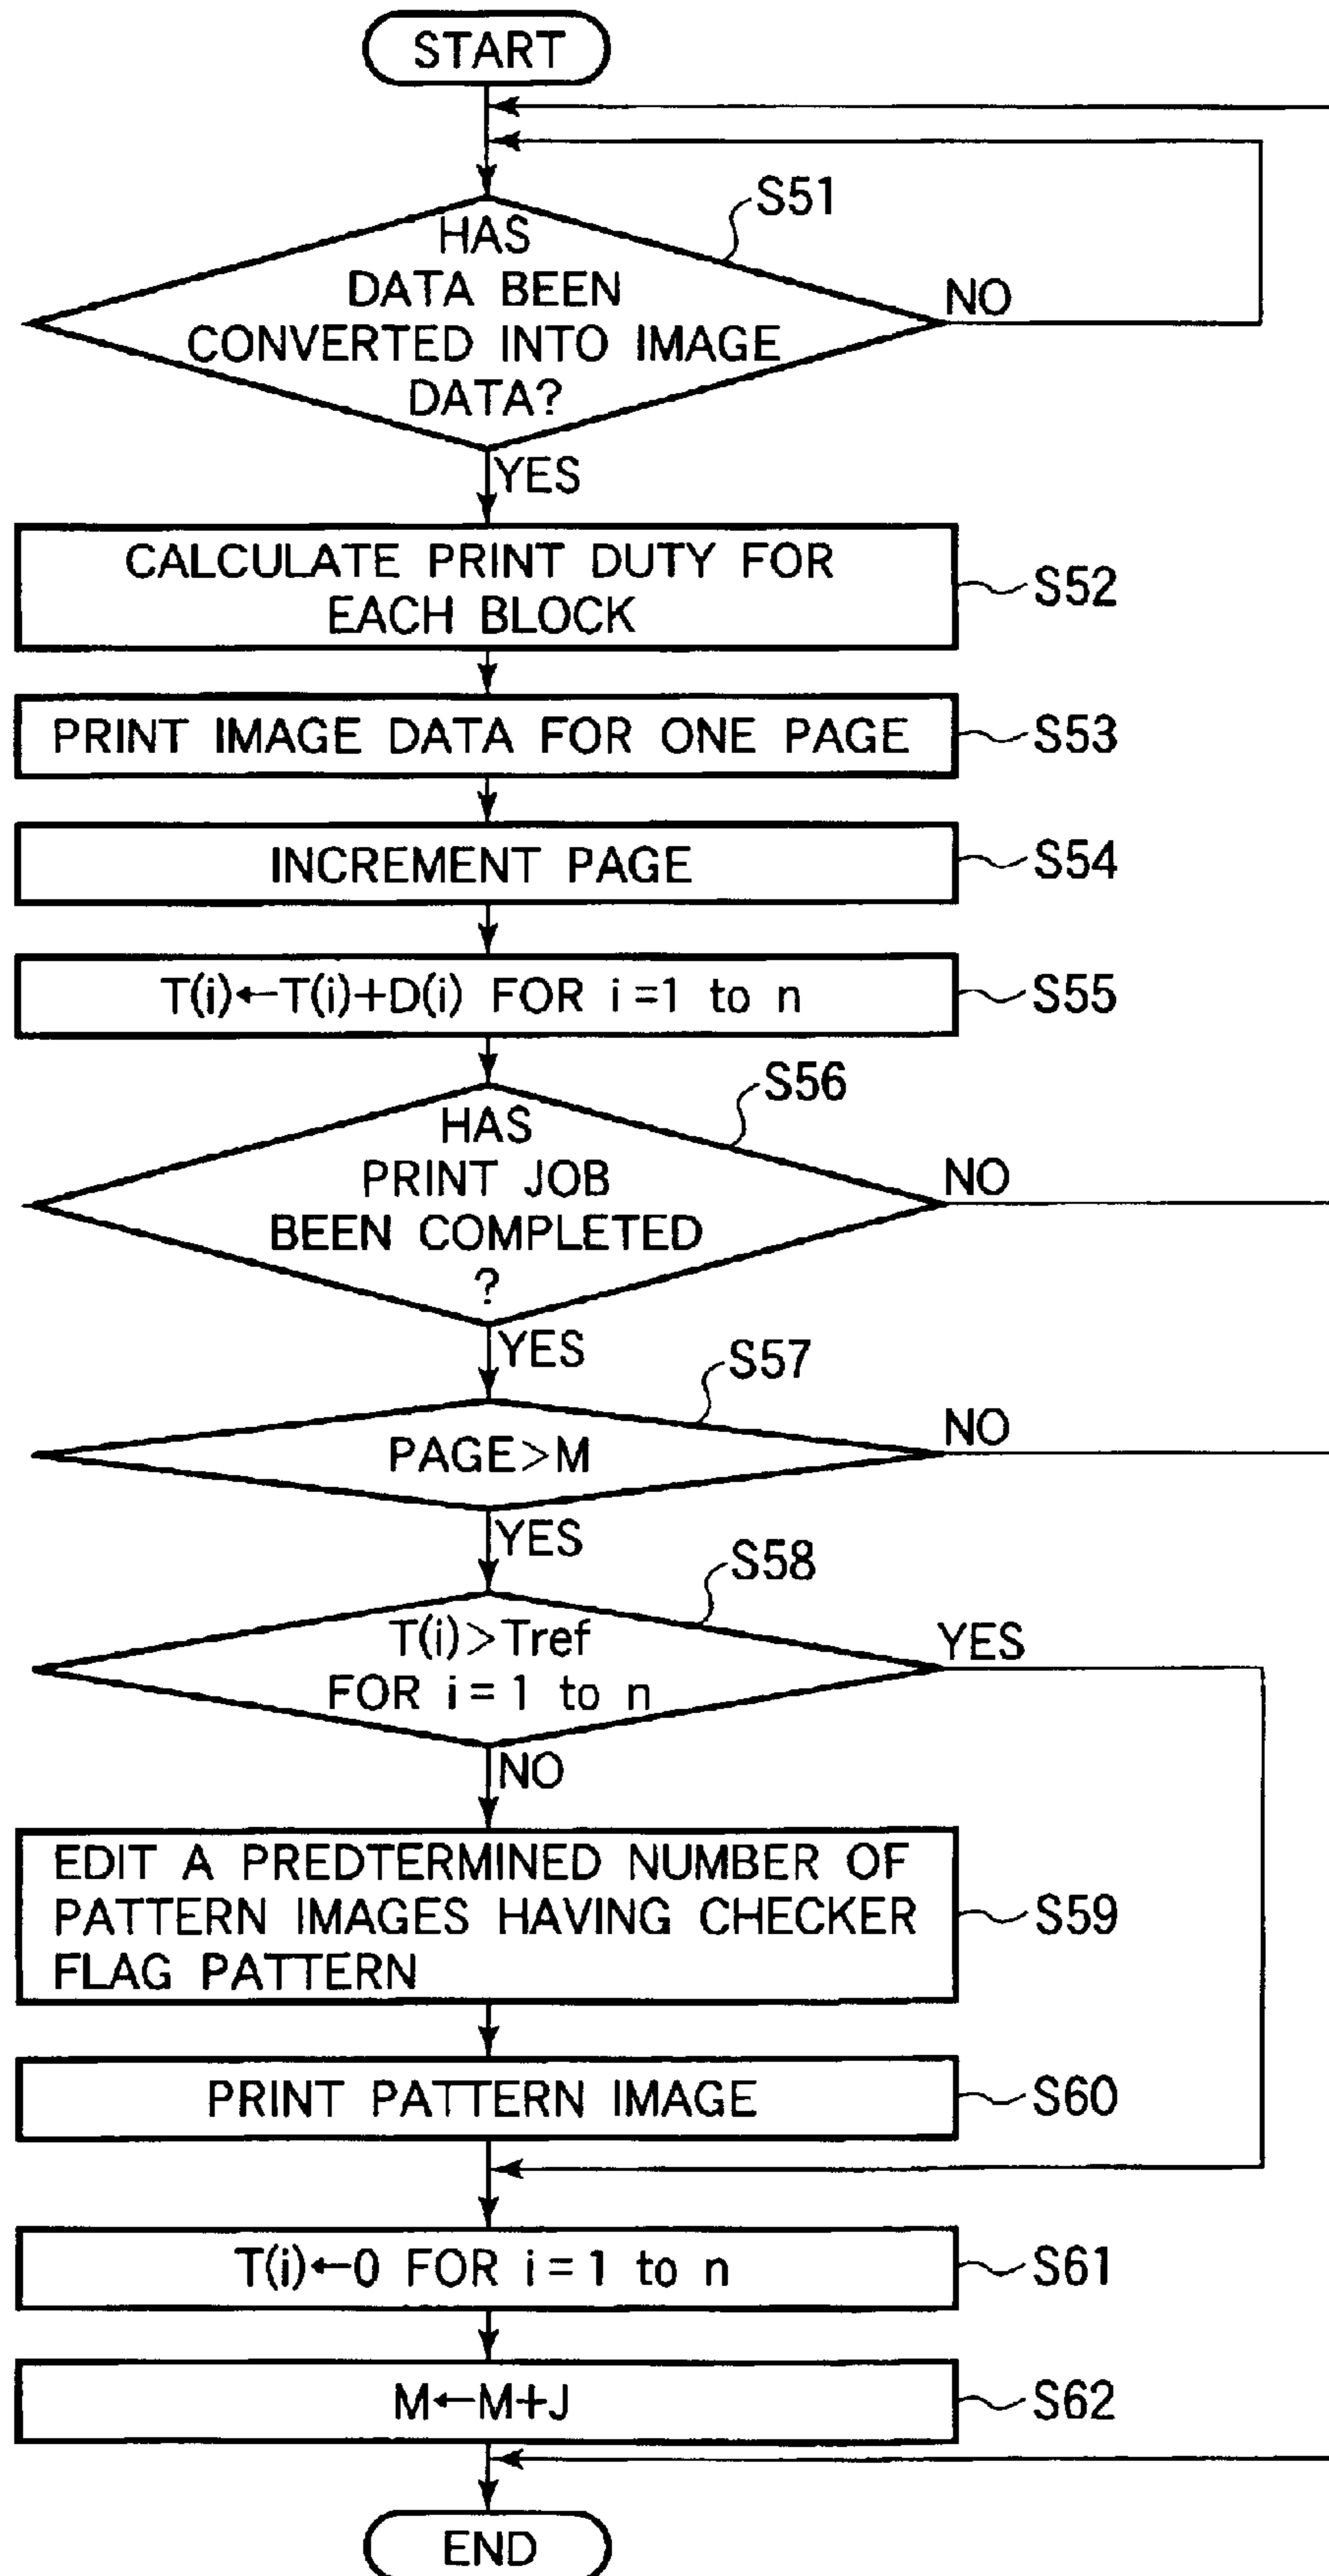 START
S51
HAS
DATA BEEN
CONVERTED INTO IMAGE
DATA?
NO
YES
CALCULATE PRINT DUTY FOR
EACH BLOCK
S52
PRINT IMAGE DATA FOR ONE PAGE
S53
INCREMENT PAGE
S54
T(i)←T(i)+D(i) FOR i=1 to n
S55
S56
HAS
PRINT JOB
BEEN COMPLETED
?
NO
YES
S57
PAGE>M
NO
YES
S58
T(i)>Tref
FOR i=1 to n
YES
NO
EDIT A PREDTERMINED NUMBER OF
PATTERN IMAGES HAVING CHECKER
FLAG PATTERN
S59
PRINT PATTERN IMAGE
S60
T(i)←0 FOR i=1 to n
S61
M←M+J
S62
END